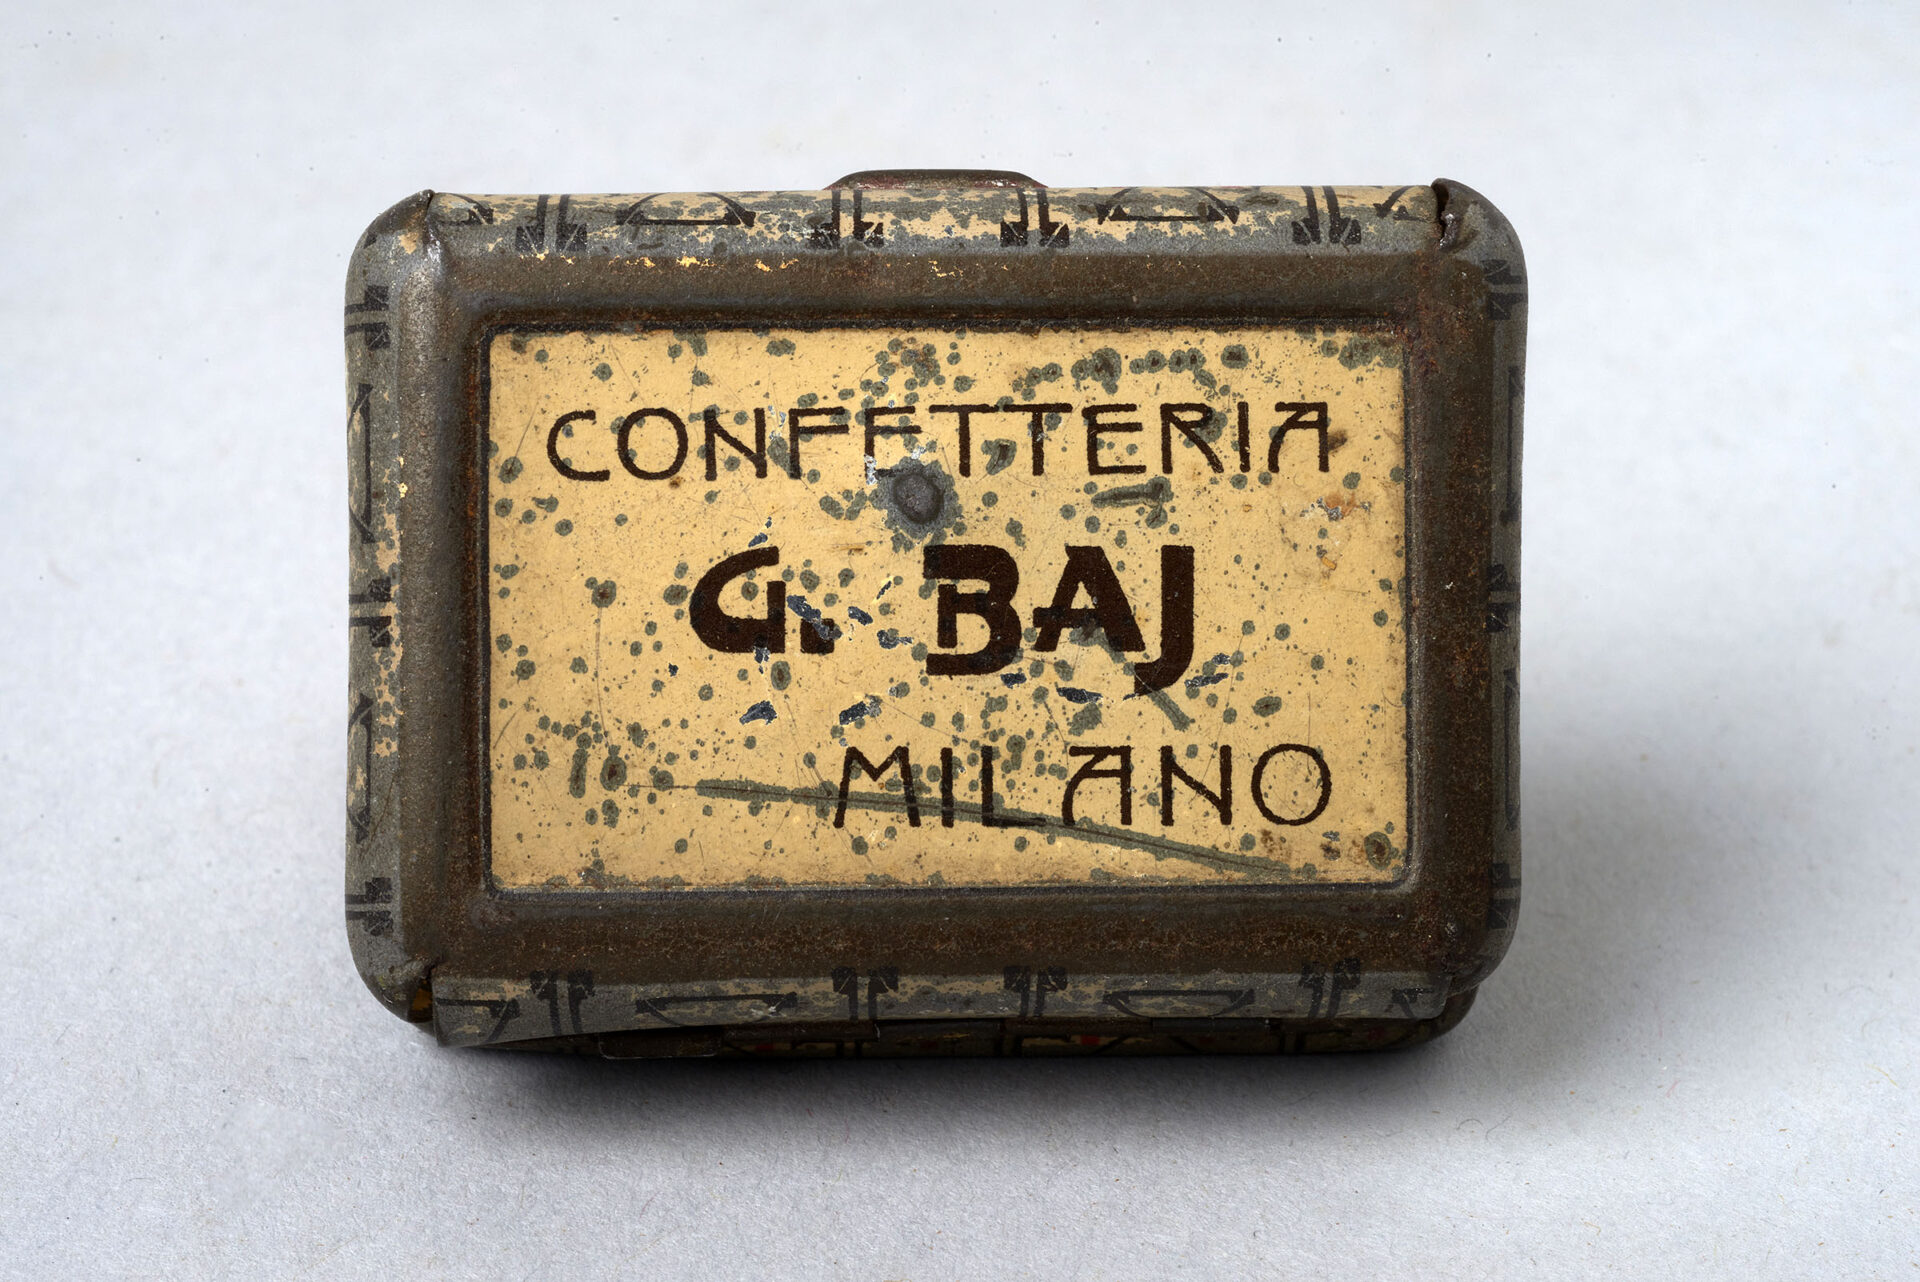 CONFETTERIA
G. BAJ
MILANO